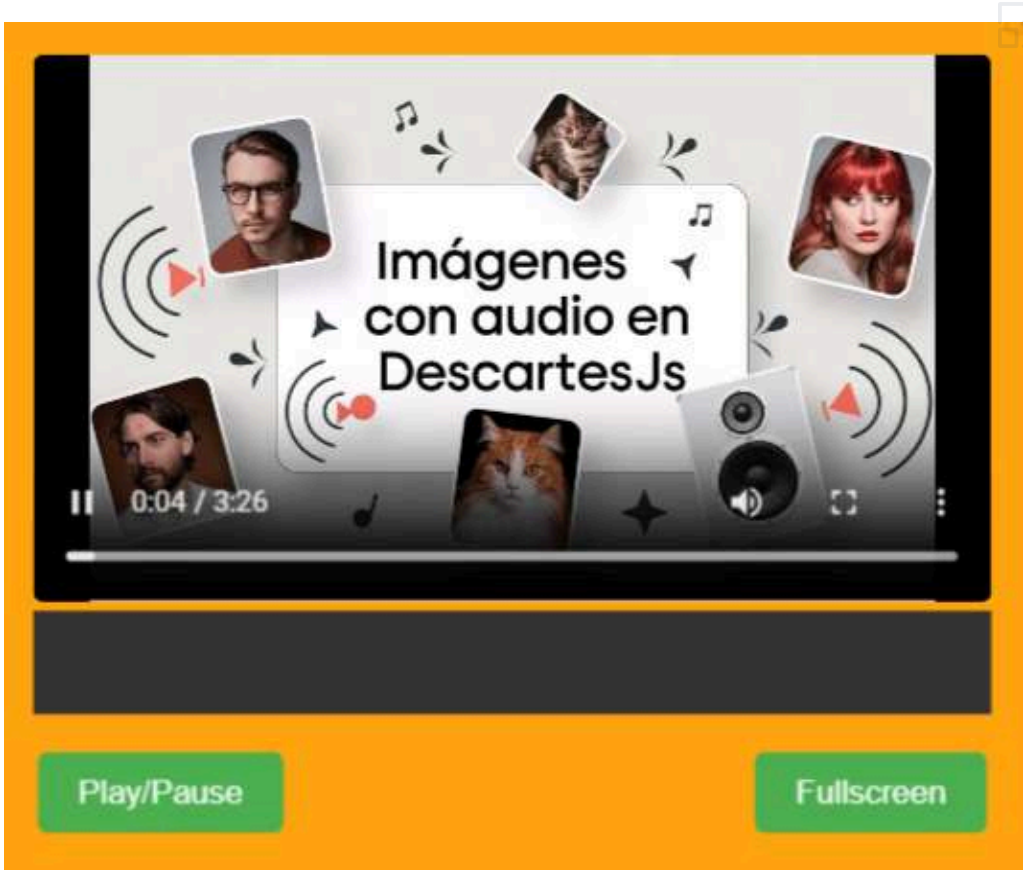 Imágenes
con audio en
DescartesJs
0:04 / 3:26
Play/Pause
Fullscreen